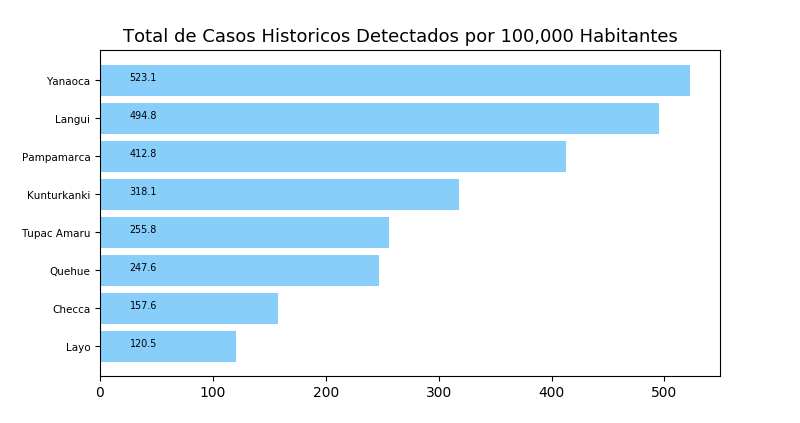 Total de Casos Historicos Detectados por 100,000 Habitantes
Yanaoca 523.1
Langui 494.8
Pampamarca 412.8
Kunturkanki 318.1
Tupac Amaru 255.8
Quehue 247.6
Checca 157.6
Layo 120.5
0 100 200 300 400 500